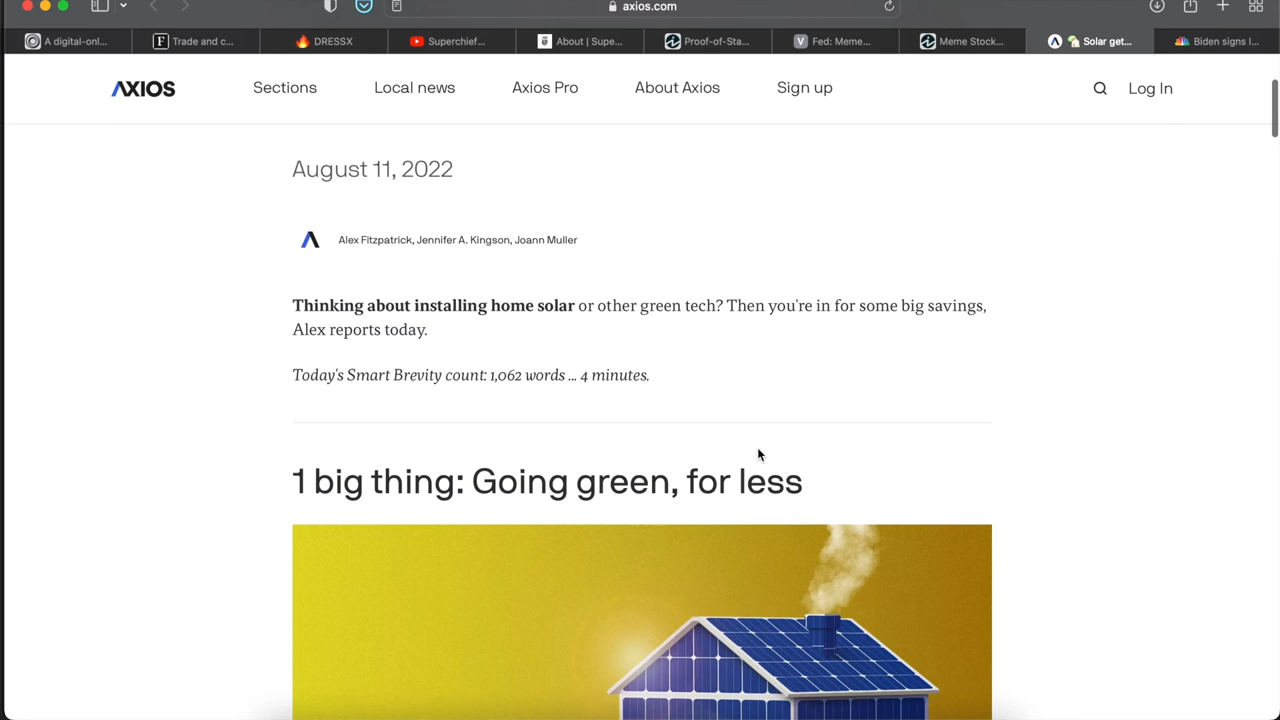 axios.com
A digital-onl...
Trade and c...
DRESSX
Superchief...
About | Supe...
Proof-of-Sta...
Fed: Meme...
Meme Stock...
Solar get...
Biden signs I...
AXIOS
Sections
Local news
Axios Pro
About Axios
Sign up
Log In
August 11, 2022
Alex Fitzpatrick, Jennifer A. Kingson, Joann Muller
Thinking about installing home solar or other green tech? Then you're in for some big savings,
Alex reports today.
Today's Smart Brevity count: 1,062 words ... 4 minutes.
1 big thing: Going green, for less